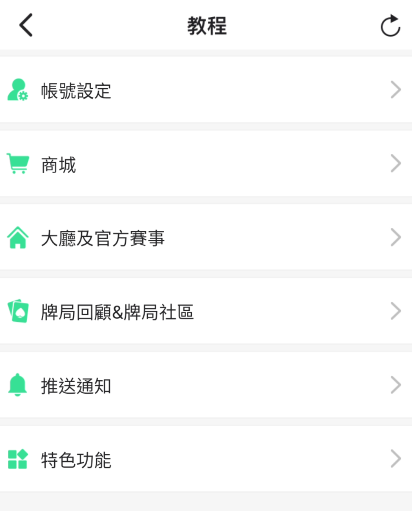 教程
帳號設定
商城
大廳及官方賽事
牌局回顧&牌局社區
推送通知
特色功能